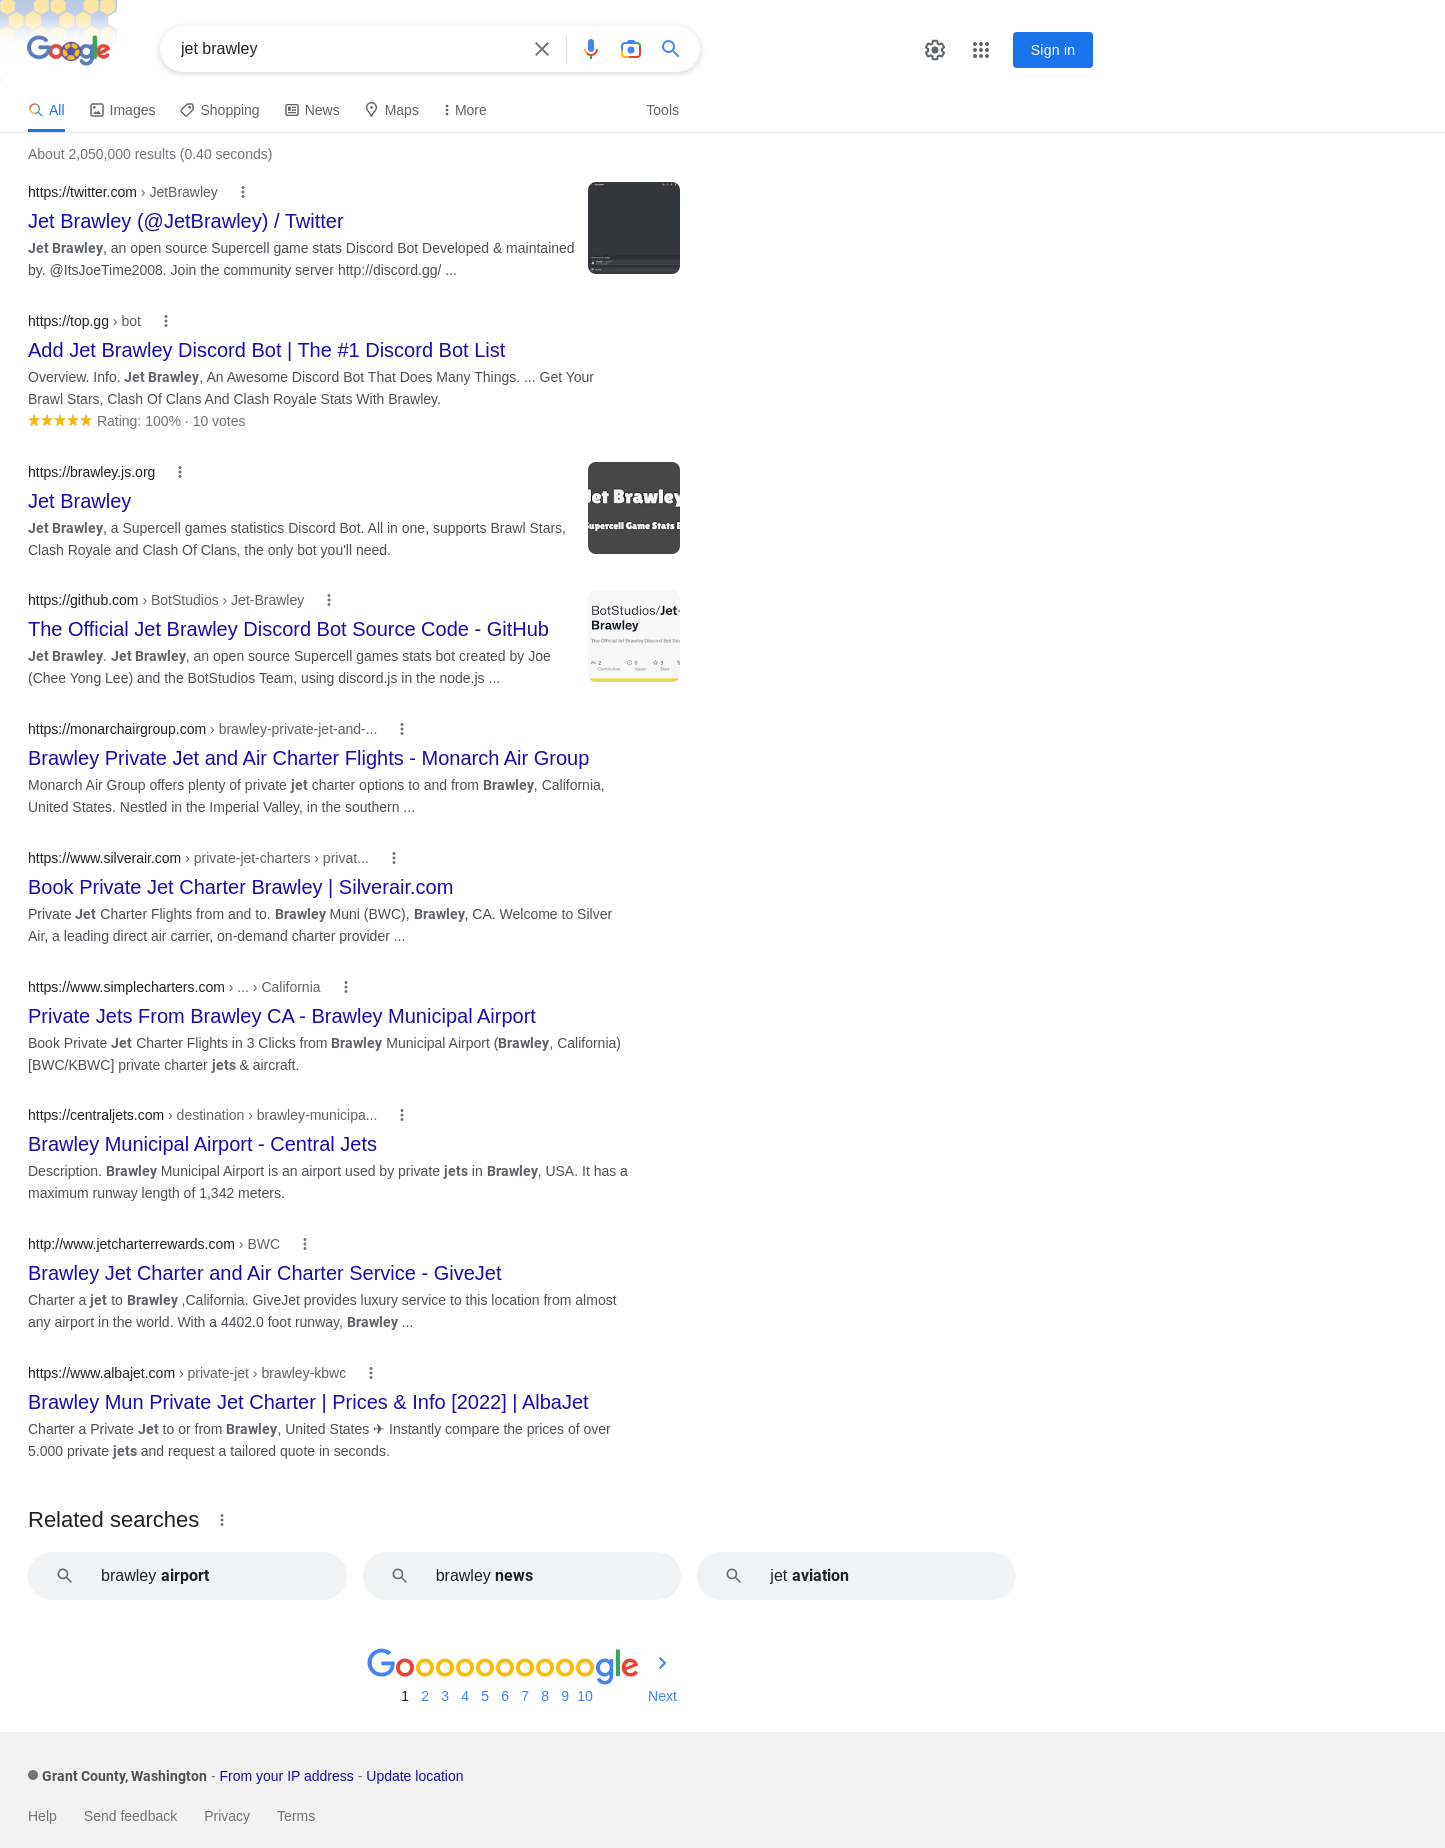 Google
jet brawley
Sign in
All Images Shopping News Maps More Tools
About 2,050,000 results (0.40 seconds)
https://twitter.com › JetBrawley
Jet Brawley (@JetBrawley) / Twitter
Jet Brawley, an open source Supercell game stats Discord Bot Developed & maintained
by. @ItsJoeTime2008. Join the community server http://discord.gg/ ...
https://top.gg › bot
Add Jet Brawley Discord Bot | The #1 Discord Bot List
Overview. Info. Jet Brawley, An Awesome Discord Bot That Does Many Things. ... Get Your
Brawl Stars, Clash Of Clans And Clash Royale Stats With Brawley.
Rating: 100% · 10 votes
https://brawley.js.org
Jet Brawley
Jet Brawley, a Supercell games statistics Discord Bot. All in one, supports Brawl Stars,
Clash Royale and Clash Of Clans, the only bot you'll need.
Jet Brawley
Supercell Game Stats B
https://github.com › BotStudios › Jet-Brawley
The Official Jet Brawley Discord Bot Source Code - GitHub
Jet Brawley. Jet Brawley, an open source Supercell games stats bot created by Joe
(Chee Yong Lee) and the BotStudios Team, using discord.js in the node.js ...
BotStudios/Jet-
Brawley
The Official Jet Brawley Discord Bot Sou
2 0 3
Contributors Issues Stars
https://monarchairgroup.com › brawley-private-jet-and-...
Brawley Private Jet and Air Charter Flights - Monarch Air Group
Monarch Air Group offers plenty of private jet charter options to and from Brawley, California,
United States. Nestled in the Imperial Valley, in the southern ...
https://www.silverair.com › private-jet-charters › privat...
Book Private Jet Charter Brawley | Silverair.com
Private Jet Charter Flights from and to. Brawley Muni (BWC), Brawley, CA. Welcome to Silver
Air, a leading direct air carrier, on-demand charter provider ...
https://www.simplecharters.com › ... › California
Private Jets From Brawley CA - Brawley Municipal Airport
Book Private Jet Charter Flights in 3 Clicks from Brawley Municipal Airport (Brawley, California)
[BWC/KBWC] private charter jets & aircraft.
https://centraljets.com › destination › brawley-municipa...
Brawley Municipal Airport - Central Jets
Description. Brawley Municipal Airport is an airport used by private jets in Brawley, USA. It has a
maximum runway length of 1,342 meters.
http://www.jetcharterrewards.com › BWC
Brawley Jet Charter and Air Charter Service - GiveJet
Charter a jet to Brawley ,California. GiveJet provides luxury service to this location from almost
any airport in the world. With a 4402.0 foot runway, Brawley ...
https://www.albajet.com › private-jet › brawley-kbwc
Brawley Mun Private Jet Charter | Prices & Info [2022] | AlbaJet
Charter a Private Jet to or from Brawley, United States ✈ Instantly compare the prices of over
5.000 private jets and request a tailored quote in seconds.
Related searches
brawley airport brawley news jet aviation
Goooooooooogle
1 2 3 4 5 6 7 8 9 10 Next
Grant County, Washington - From your IP address - Update location
Help Send feedback Privacy Terms